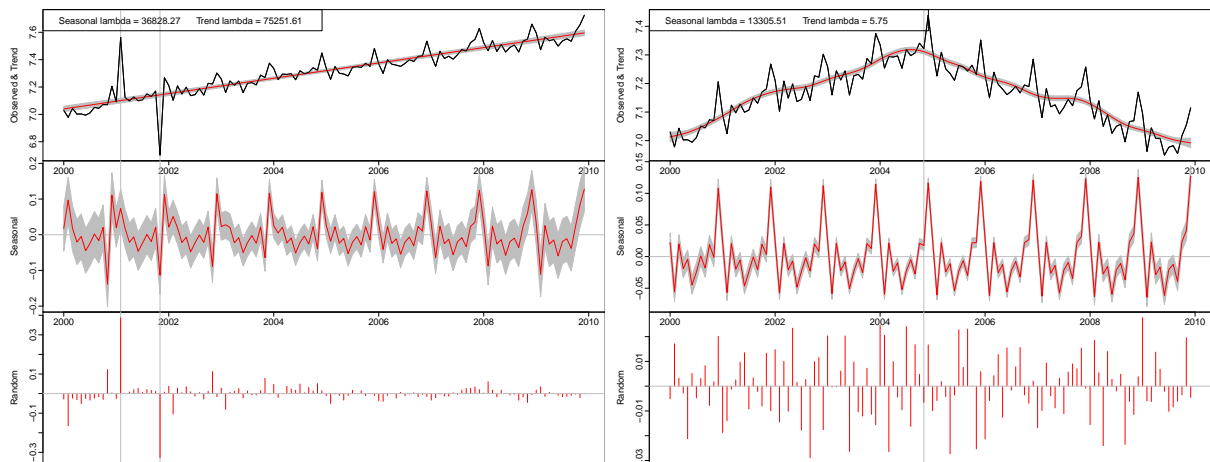 Seasonal lambda = 36828.27 Trend lambda = 75251.61
Observed & Trend
6.8 7.0 7.2 7.4 7.6
Seasonal
-0.2 -0.1 0.0 0.1 0.2
2000 2002 2004 2006 2008 2010
Random
-0.3 -0.1 0.1 0.3
2000 2002 2004 2006 2008 2010
Seasonal lambda = 13305.51 Trend lambda = 5.75
Observed & Trend
7.0 7.1 7.2 7.3 7.4
Seasonal
-0.05 0.00 0.05 0.10 0.15
2000 2002 2004 2006 2008 2010
Random
-0.01 0.01
2000 2002 2004 2006 2008 2010